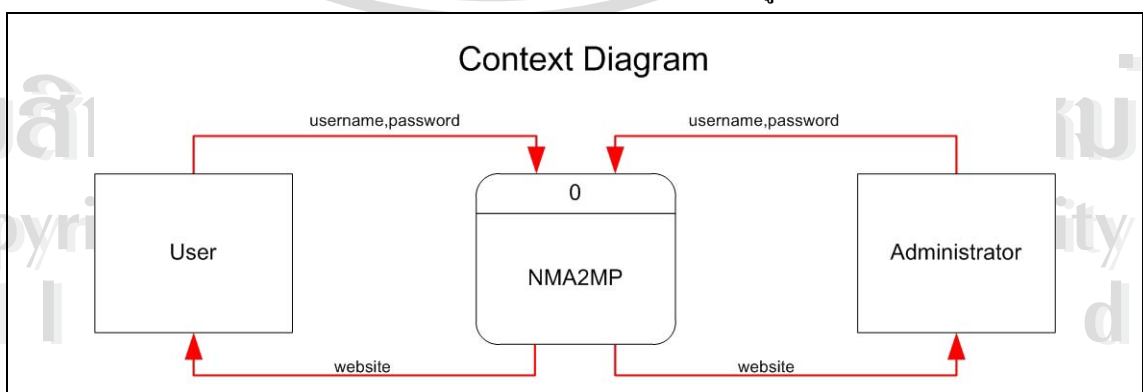 Context Diagram
username,password
username,password
0
User
NMA2MP
Administrator
website
website